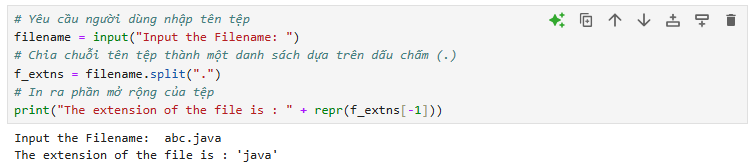 # Yêu cầu người dùng nhập tên tệp
filename = input("Input the Filename: ")
# Chia chuỗi tên tệp thành một danh sách dựa trên dấu chấm (.)
f_extns = filename.split(".")
# In ra phần mở rộng của tệp
print("The extension of the file is : " + repr(f_extns[-1]))
Input the Filename:  abc.java
The extension of the file is : 'java'